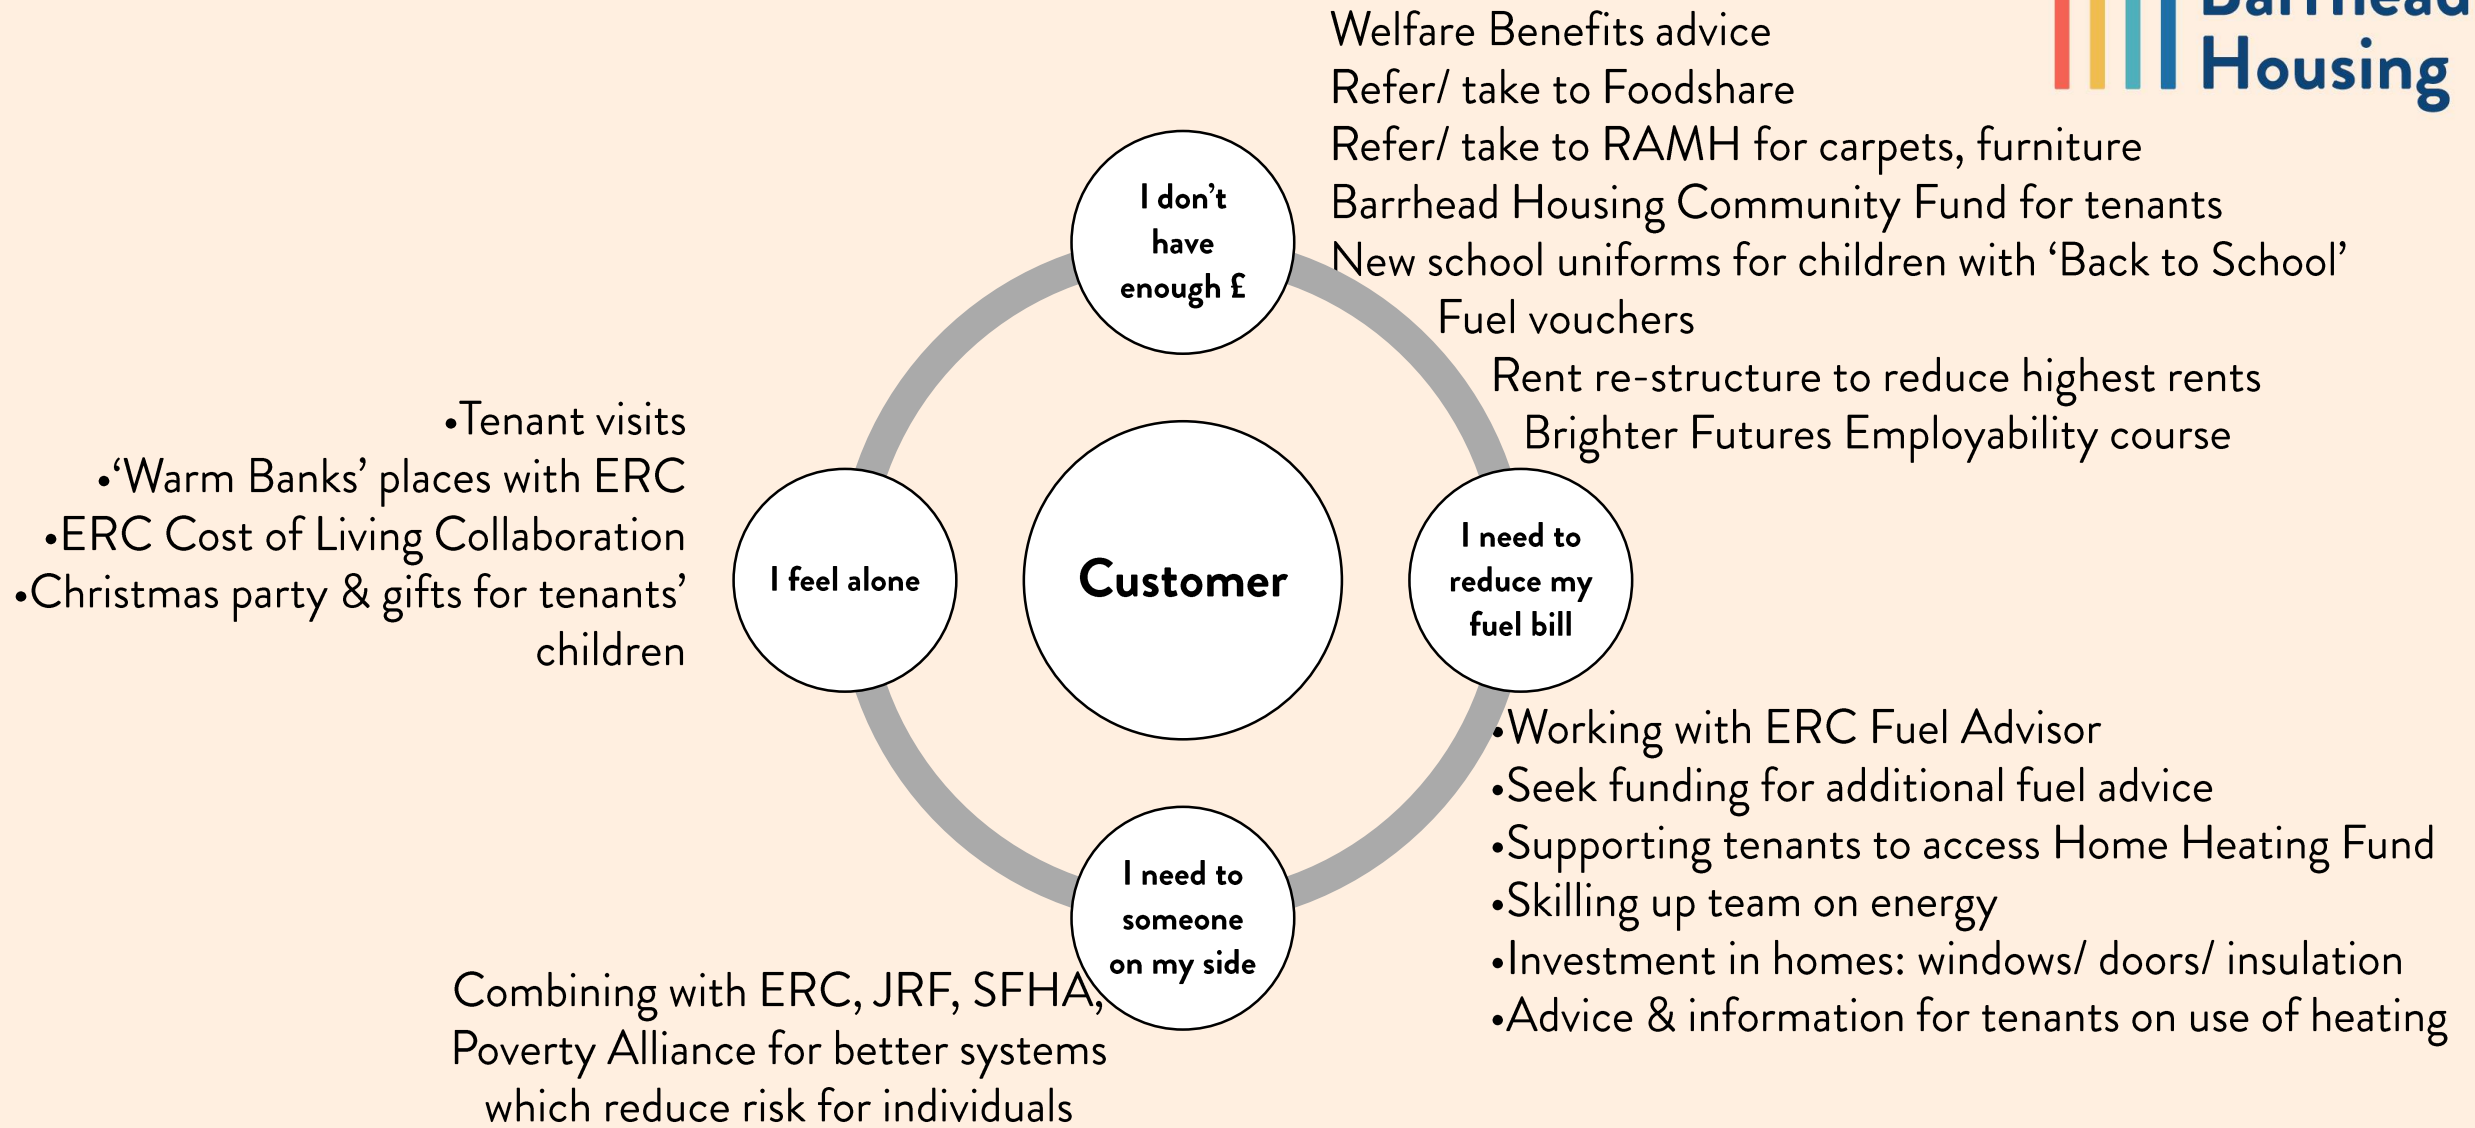 Barrhead
Housing
Welfare Benefits advice
Refer/ take to Foodshare
Refer/ take to RAMH for carpets, furniture
Barrhead Housing Community Fund for tenants
New school uniforms for children with ‘Back to School’
Fuel vouchers
Rent re-structure to reduce highest rents
Brighter Futures Employability course
I don’t
have
enough £
•Tenant visits
•‘Warm Banks’ places with ERC
•ERC Cost of Living Collaboration
•Christmas party & gifts for tenants’
children
I feel alone
Customer
I need to
reduce my
fuel bill
•Working with ERC Fuel Advisor
•Seek funding for additional fuel advice
•Supporting tenants to access Home Heating Fund
•Skilling up team on energy
•Investment in homes: windows/ doors/ insulation
•Advice & information for tenants on use of heating
I need to
someone
on my side
Combining with ERC, JRF, SFHA,
Poverty Alliance for better systems
which reduce risk for individuals